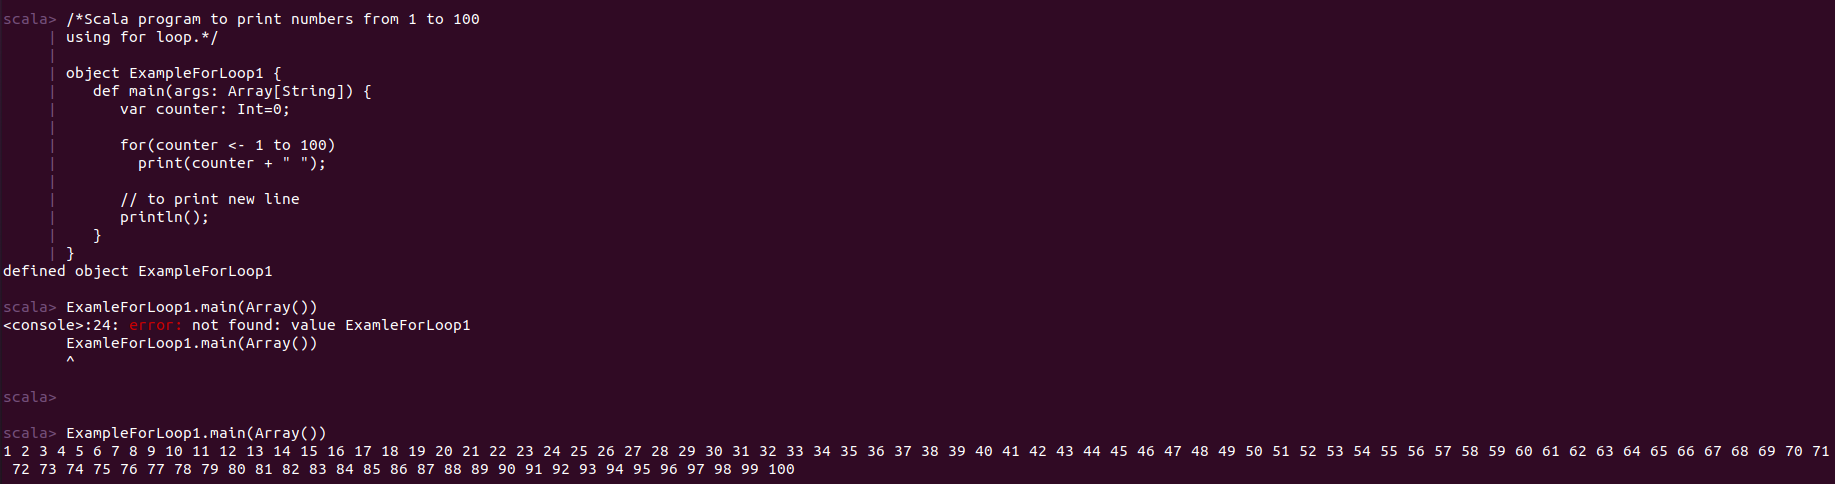 scala> /*Scala program to print numbers from 1 to 100
     | using for loop.*/
     |
     | object ExampleForLoop1 {
     |    def main(args: Array[String]) {
     |       var counter: Int=0;
     |
     |       for(counter <- 1 to 100)
     |         print(counter + " ");
     |
     |       // to print new line
     |       println();
     |    }
     | }
defined object ExampleForLoop1

scala> ExamleForLoop1.main(Array())
<console>:24: error: not found: value ExamleForLoop1
       ExamleForLoop1.main(Array())
       ^

scala>

scala> ExampleForLoop1.main(Array())
1 2 3 4 5 6 7 8 9 10 11 12 13 14 15 16 17 18 19 20 21 22 23 24 25 26 27 28 29 30 31 32 33 34 35 36 37 38 39 40 41 42 43 44 45 46 47 48 49 50 51 52 53 54 55 56 57 58 59 60 61 62 63 64 65 66 67 68 69 70 71
 72 73 74 75 76 77 78 79 80 81 82 83 84 85 86 87 88 89 90 91 92 93 94 95 96 97 98 99 100